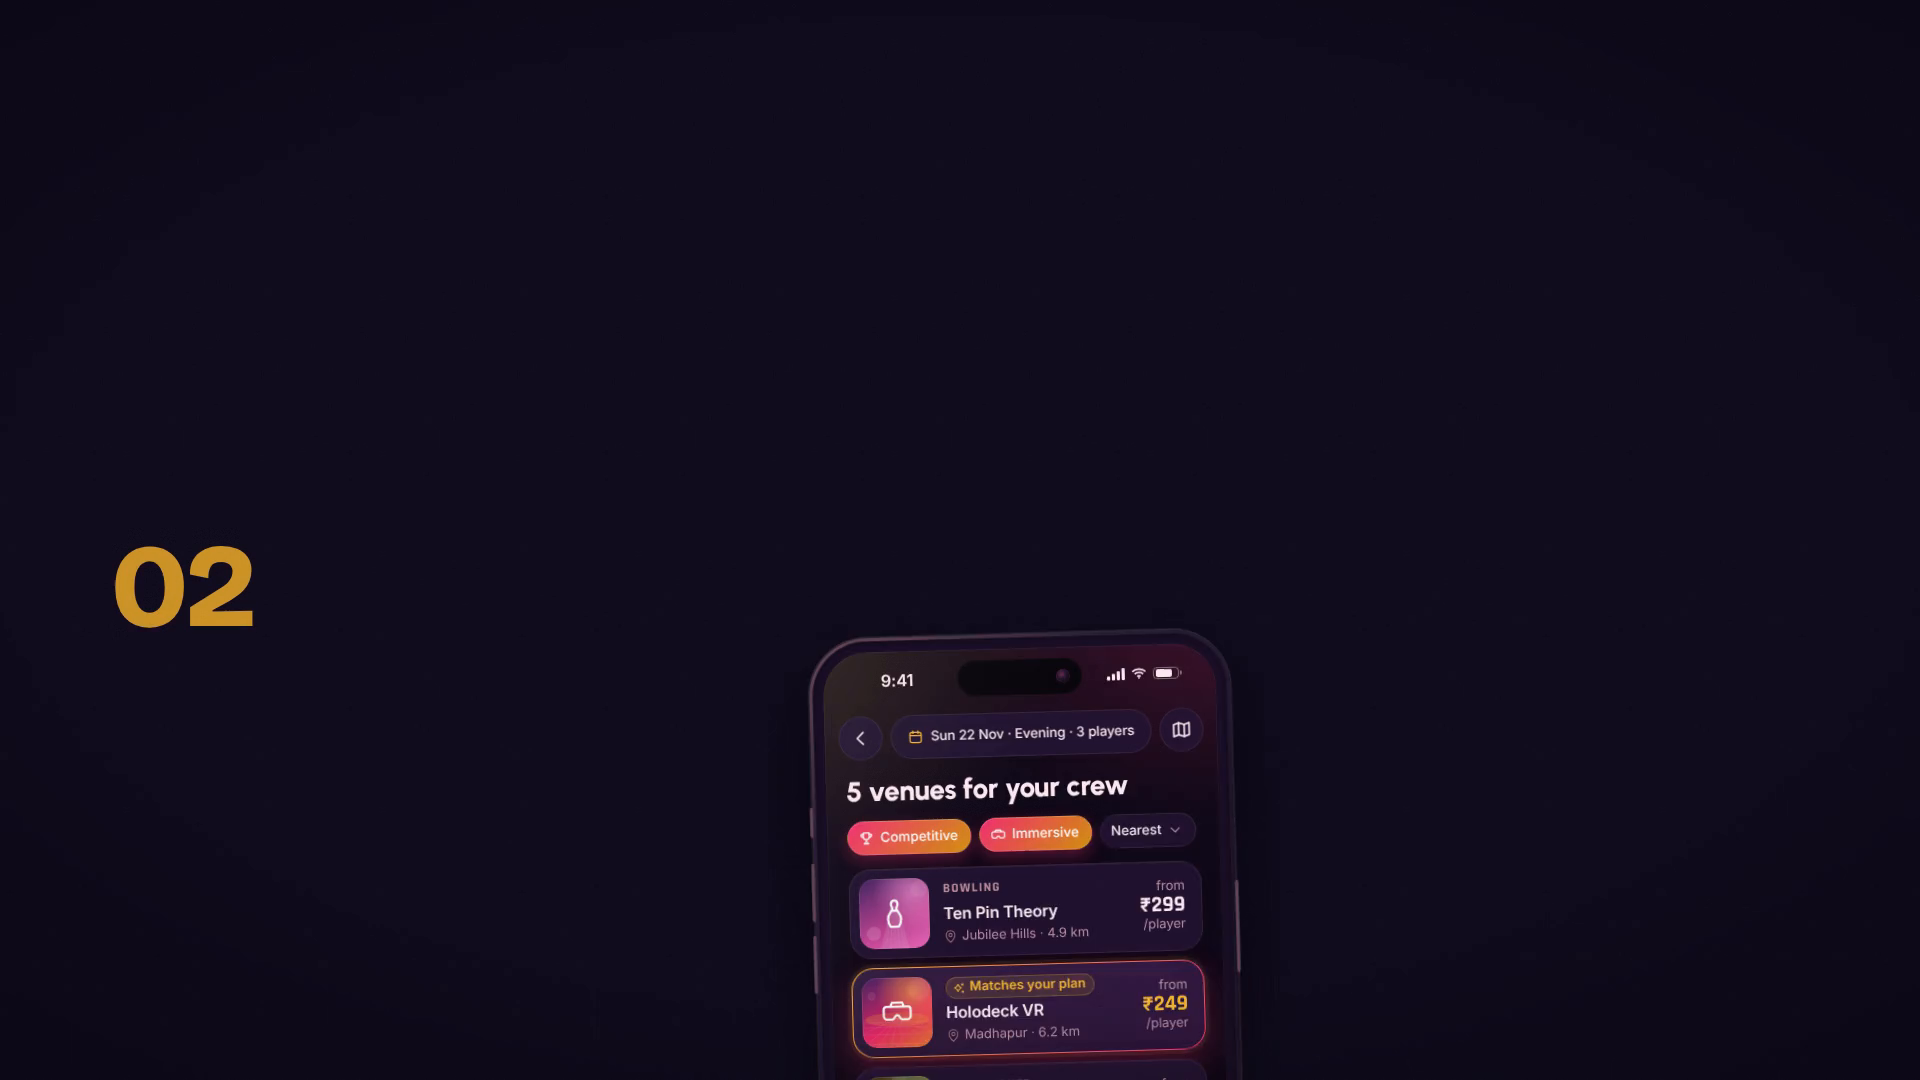 02
9:41
Sun 22 Nov · Evening · 3 players
5 venues for your crew
Competitive
Immersive
Nearest
BOWLING
Ten Pin Theory
Jubilee Hills · 4.9 km
from
₹299
/player
Matches your plan
Holodeck VR
Madhapur · 6.2 km
from
₹249
/player